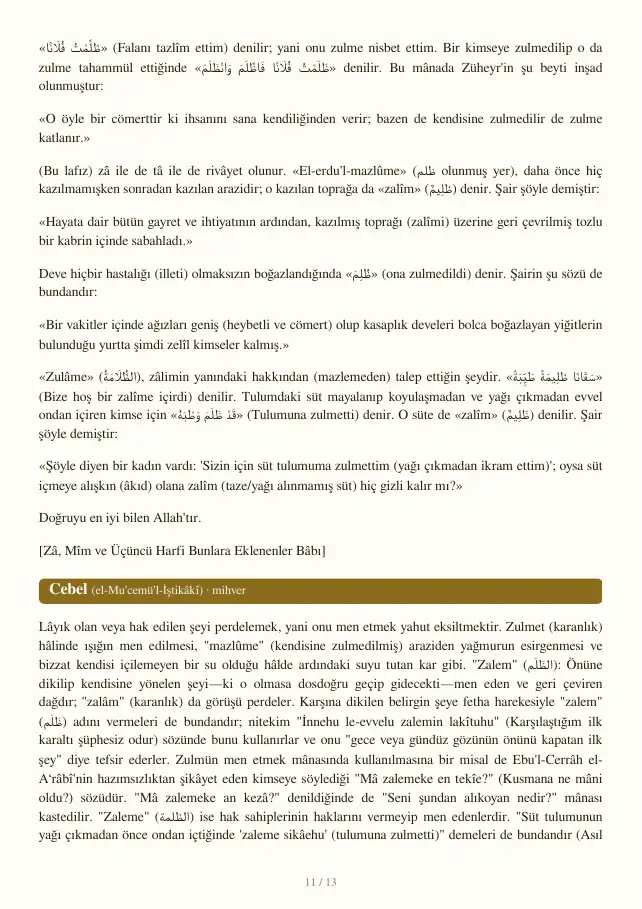 «ظَلَّمْتُ فُلَانًا» (Falanı tazlîm ettim) denilir; yani onu zulme nisbet ettim. Bir kimseye zulmedilip o da
zulme tahammül ettiğinde «ظَلَمْتُ فُلَانًا فَاظَّلَمَ وَانْظَلَمَ» denilir. Bu mânada Züheyr'in şu beyti inşad
olunmuştur:
«O öyle bir cömerttir ki ihsanını sana kendiliğinden verir; bazen de kendisine zulmedilir de zulme
katlanır.»
(Bu lafız) zâ ile de tâ ile de rivâyet olunur. «El-erdu'l-mazlûme» (ظلم olunmuş yer), daha önce hiç
kazılmamışken sonradan kazılan arazidir; o kazılan toprağa da «zalîm» (ظَلِيمٌ) denir. Şair şöyle demiştir:
«Hayata dair bütün gayret ve ihtiyatının ardından, kazılmış toprağı (zalîmi) üzerine geri çevrilmiş tozlu
bir kabrin içinde sabahladı.»
Deve hiçbir hastalığı (illeti) olmaksızın boğazlandığında «ظُلِمَ» (ona zulmedildi) denir. Şairin şu sözü de
bundandır:
«Bir vakitler içinde ağızları geniş (heybetli ve cömert) olup kasaplık develeri bolca boğazlayan yiğitlerin
bulunduğu yurtta şimdi zelîl kimseler kalmış.»
«Zulâme» (الظُّلَامَةُ), zâlimin yanındaki hakkından (mazlemeden) talep ettiğin şeydir. «سَقَانَا ظَلِيمَةً طَيِّبَةً»
(Bize hoş bir zalîme içirdi) denilir. Tulumdaki süt mayalanıp koyulaşmadan ve yağı çıkmadan evvel
ondan içiren kimse için «قَدْ ظَلَمَ وَطْبَهُ» (Tulumuna zulmetti) denir. O süte de «zalîm» (ظَلِيمٌ) denilir. Şair
şöyle demiştir:
«Şöyle diyen bir kadın vardı: 'Sizin için süt tulumuma zulmettim (yağı çıkmadan ikram ettim)'; oysa süt
içmeye alışkın (âkıd) olana zalîm (taze/yağı alınmamış süt) hiç gizli kalır mı?»
Doğruyu en iyi bilen Allah'tır.
[Zâ, Mîm ve Üçüncü Harfi Bunlara Eklenenler Bâbı]
Cebel (el-Mu'cemü'l-İştikâkî) · mihver
Lâyık olan veya hak edilen şeyi perdelemek, yani onu men etmek yahut eksiltmektir. Zulmet (karanlık)
hâlinde ışığın men edilmesi, "mazlûme" (kendisine zulmedilmiş) araziden yağmurun esirgenmesi ve
bizzat kendisi içilemeyen bir su olduğu hâlde ardındaki suyu tutan kar gibi. "Zalem" (الظَلَم): Önüne
dikilip kendisine yönelen şeyi—ki o olmasa dosdoğru geçip gidecekti—men eden ve geri çeviren
dağdır; "zalâm" (karanlık) da görüşü perdeler. Karşına dikilen belirgin şeye fetha harekesiyle "zalem"
(ظَلَم) adını vermeleri de bundandır; nitekim "İnnehu le-evvelu zalemin lakîtuhu" (Karşılaştığım ilk
karaltı şüphesiz odur) sözünde bunu kullanırlar ve onu "gece veya gündüz gözünün önünü kapatan ilk
şey" diye tefsir ederler. Zulmün men etmek mânasında kullanılmasına bir misal de Ebu'l-Cerrâh el-
A‘râbî'nin hazımsızlıktan şikâyet eden kimseye söylediği "Mâ zalemeke en tekîe?" (Kusmana ne mâni
oldu?) sözüdür. "Mâ zalemeke an kezâ?" denildiğinde de "Seni şundan alıkoyan nedir?" mânası
kastedilir. "Zaleme" (الظلمة) ise hak sahiplerinin haklarını vermeyip men edenlerdir. "Süt tulumunun
yağı çıkmadan önce ondan içtiğinde 'zaleme sikâehu' (tulumuna zulmetti)" demeleri de bundandır (Asıl
11 / 13